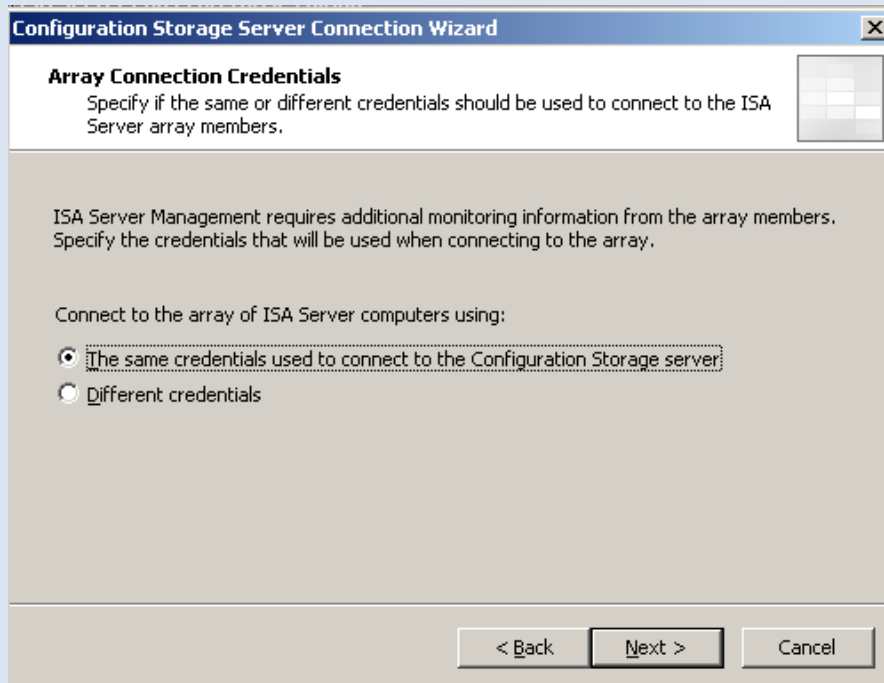 Configuration Storage Server Connection Wizard
Array Connection Credentials
Specify if the same or different credentials should be used to connect to the ISA
Server array members.
ISA Server Management requires additional monitoring information from the array members.
Specify the credentials that will be used when connecting to the array.
Connect to the array of ISA Server computers using:
The same credentials used to connect to the Configuration Storage server
Different credentials
< Back
Next >
Cancel